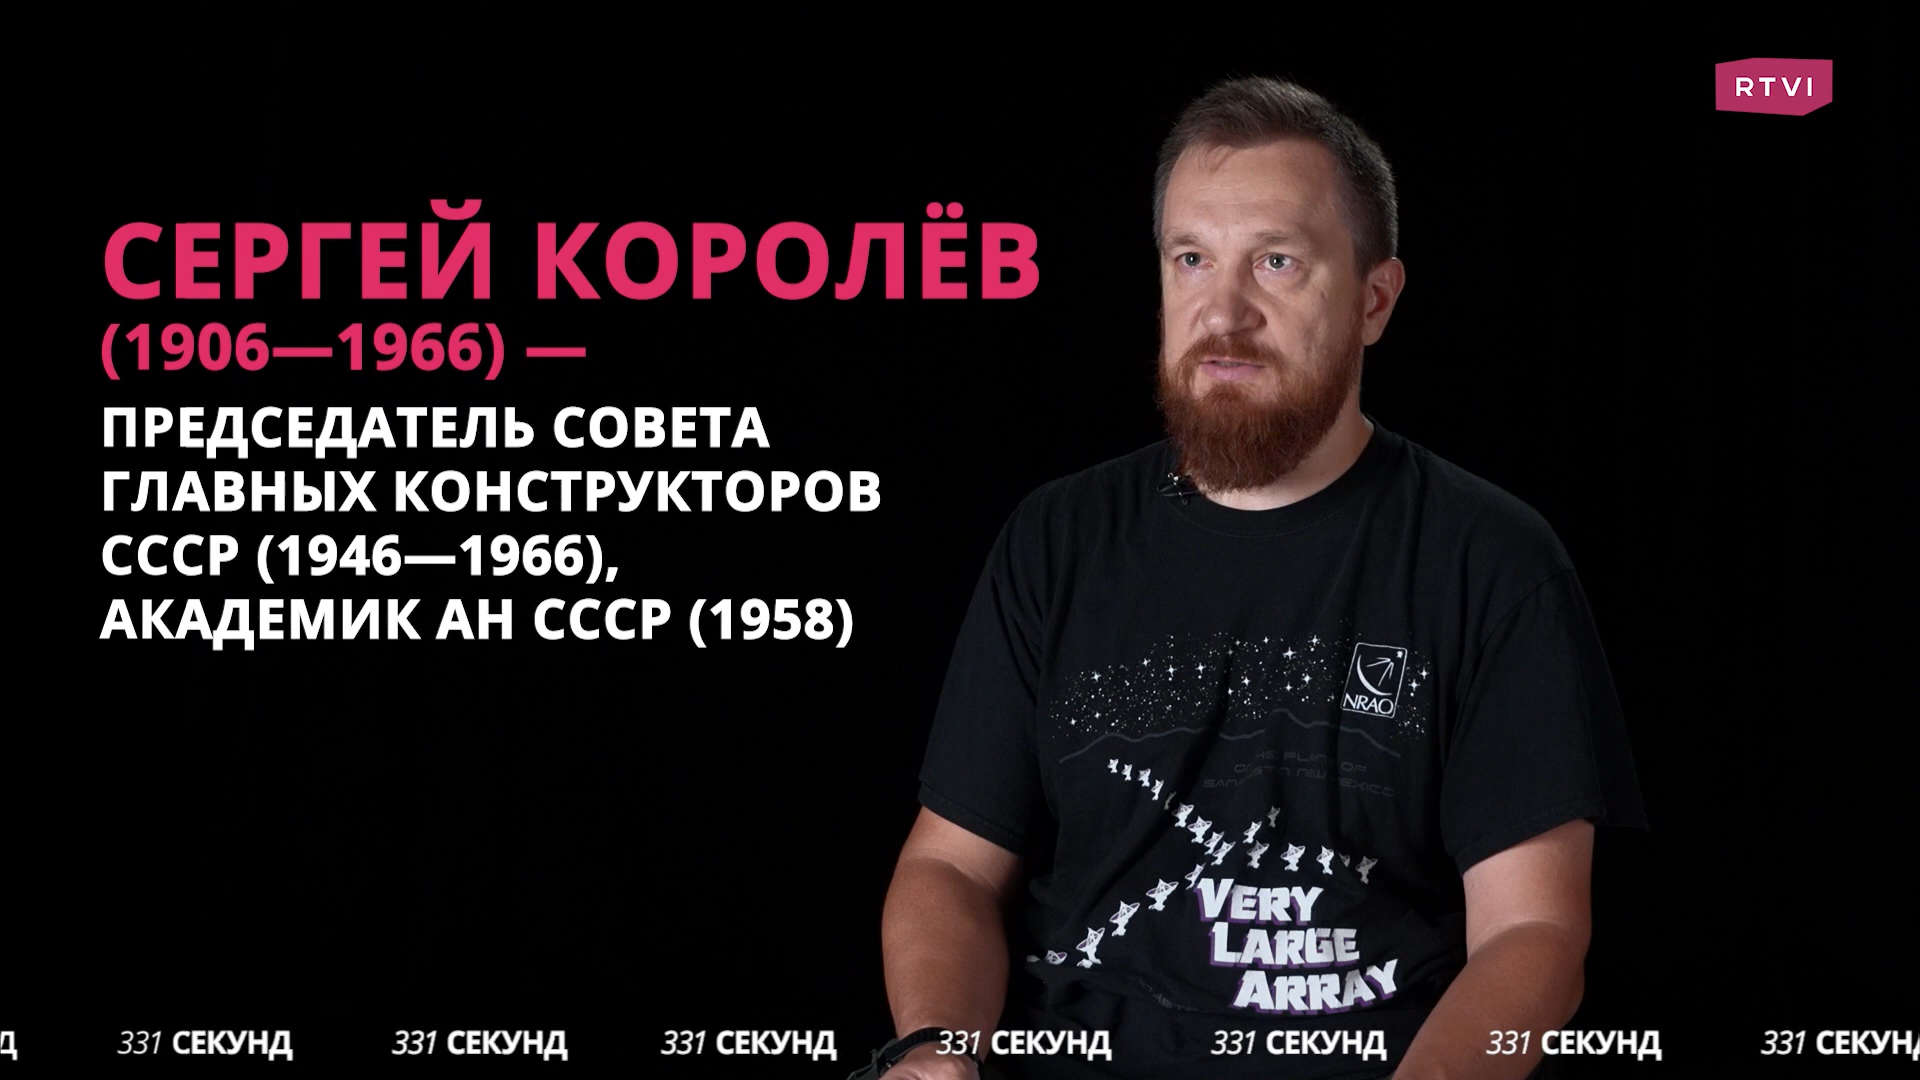 RTVI
СЕРГЕЙ КОРОЛЁВ
(1906—1966) —
ПРЕДСЕДАТЕЛЬ СОВЕТА
ГЛАВНЫХ КОНСТРУКТОРОВ
СССР (1946—1966),
АКАДЕМИК АН СССР (1958)
NRAO
VERY
LARGE
ARRAY
331 СЕКУНД 331 СЕКУНД 331 СЕКУНД 331 СЕКУНД 331 СЕКУНД 331 СЕКУНД 331